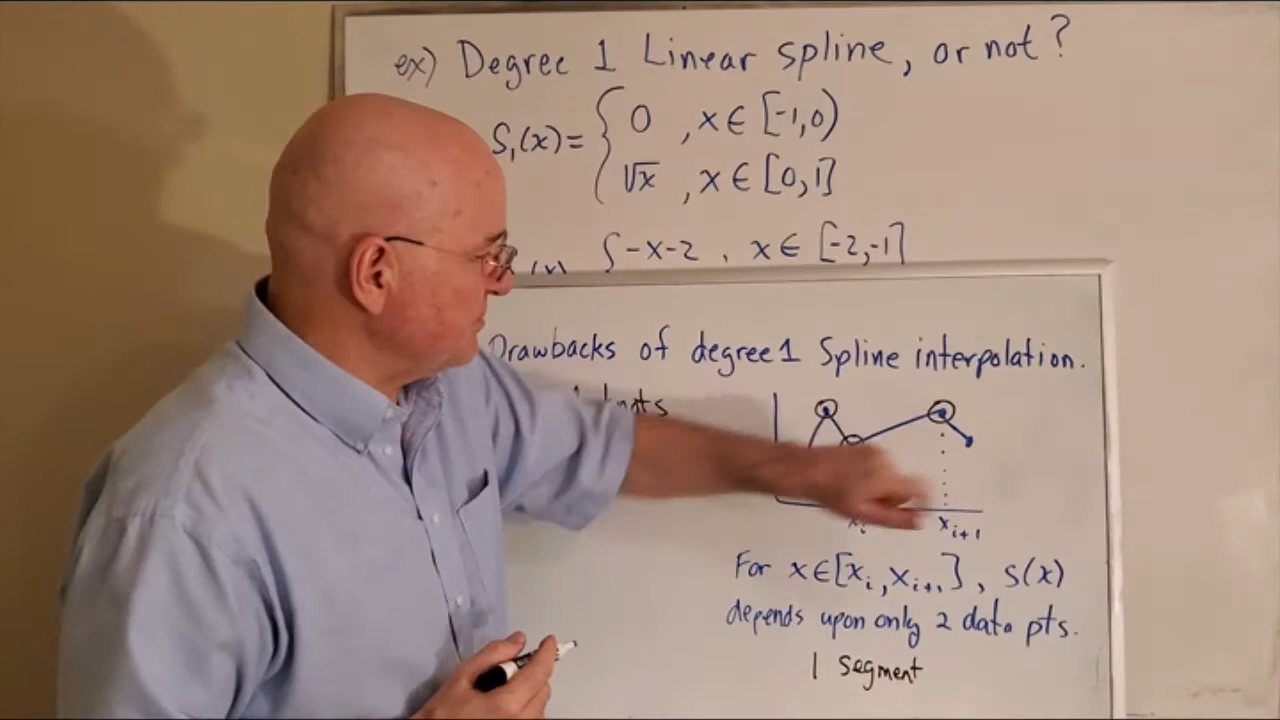 ex) Degree 1 Linear spline, or not?
S₁(x) = { 0 , x ∈ [-1,0)
√x , x ∈ [0,1]
{ -x-2 , x ∈ [-2,-1]
Drawbacks of degree 1 Spline interpolation.
xᵢ₊₁
For x∈[xᵢ, xᵢ₊₁], S(x)
depends upon only 2 data pts.
1 segment